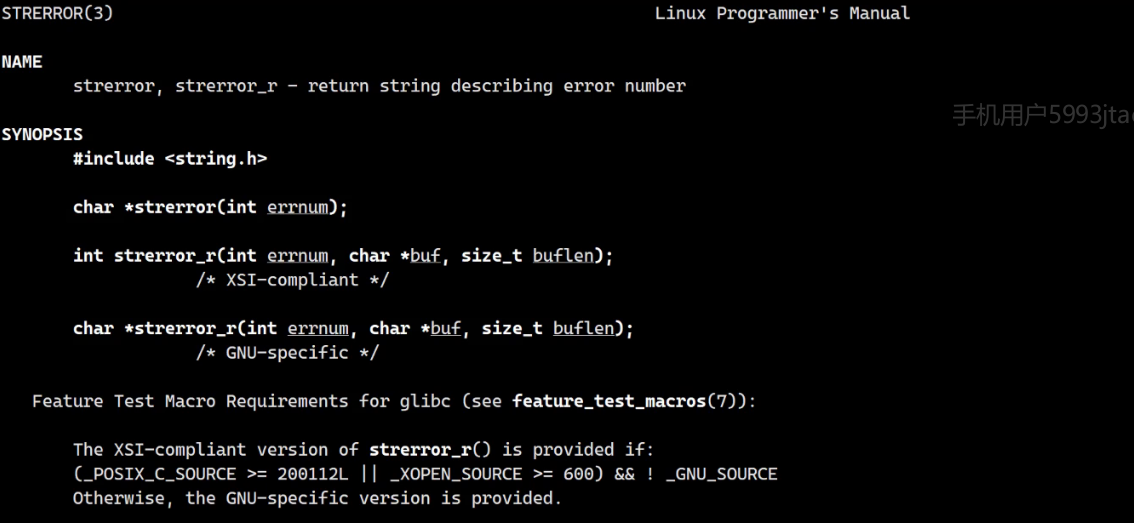 STRERROR(3) Linux Programmer's Manual
NAME
strerror, strerror_r - return string describing error number
手机用户5993jta
SYNOPSIS
#include <string.h>
char *strerror(int errnum);
int strerror_r(int errnum, char *buf, size_t buflen);
/* XSI-compliant */
char *strerror_r(int errnum, char *buf, size_t buflen);
/* GNU-specific */
Feature Test Macro Requirements for glibc (see feature_test_macros(7)):
The XSI-compliant version of strerror_r() is provided if:
(_POSIX_C_SOURCE >= 200112L || _XOPEN_SOURCE >= 600) && ! _GNU_SOURCE
Otherwise, the GNU-specific version is provided.